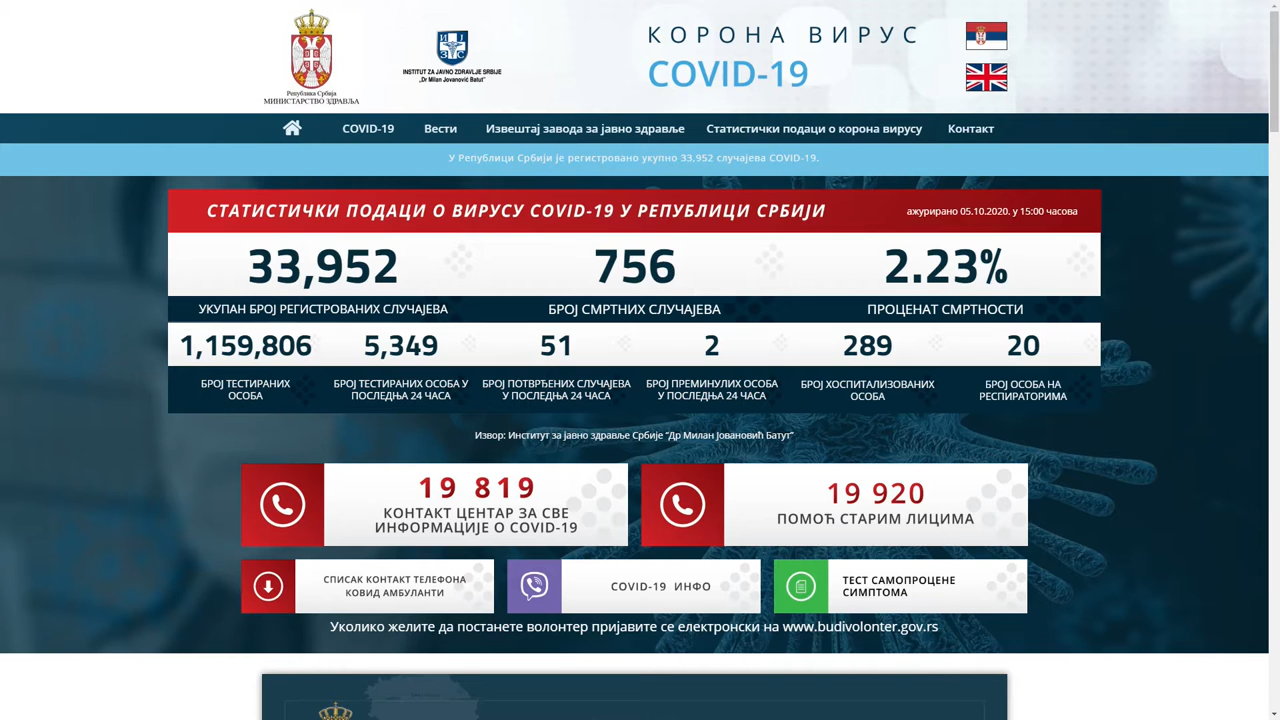 Република Србија
МИНИСТАРСТВО ЗДРАВЉА
INSTITUT ZA JAVNO ZDRAVLJE SRBIJE
„Dr Milan Jovanović Batut"
КОРОНА ВИРУС
COVID-19
COVID-19 Вести Извештај завода за јавно здравље Статистички подаци о корона вирусу Контакт
У Републици Србији је регистровано укупно 33,952 случајева COVID-19.
СТАТИСТИЧКИ ПОДАЦИ О ВИРУСУ COVID-19 У РЕПУБЛИЦИ СРБИЈИ
ажурирано 05.10.2020. у 15:00 часова
33,952 756 2.23%
УКУПАН БРОЈ РЕГИСТРОВАНИХ СЛУЧАЈЕВА БРОЈ СМРТНИХ СЛУЧАЈЕВА ПРОЦЕНАТ СМРТНОСТИ
1,159,806 5,349 51 2 289 20
БРОЈ ТЕСТИРАНИХ
ОСОБА
БРОЈ ТЕСТИРАНИХ ОСОБА У
ПОСЛЕДЊА 24 ЧАСА
БРОЈ ПОТВРЂЕНИХ СЛУЧАЈЕВА
У ПОСЛЕДЊА 24 ЧАСА
БРОЈ ПРЕМИНУЛИХ ОСОБА
У ПОСЛЕДЊА 24 ЧАСА
БРОЈ ХОСПИТАЛИЗОВАНИХ
ОСОБА
БРОЈ ОСОБА НА
РЕСПИРАТОРИМА
Извор: Институт за јавно здравље Србије "Др Милан Јовановић Батут"
19 819
КОНТАКТ ЦЕНТАР ЗА СВЕ
ИНФОРМАЦИЈЕ О COVID-19
19 920
ПОМОЋ СТАРИМ ЛИЦИМА
СПИСАК КОНТАКТ ТЕЛЕФОНА
КОВИД АМБУЛАНТИ
COVID-19 ИНФО
ТЕСТ САМОПРОЦЕНЕ
СИМПТОМА
Уколико желите да постанете волонтер пријавите се електронски на www.budivolonter.gov.rs